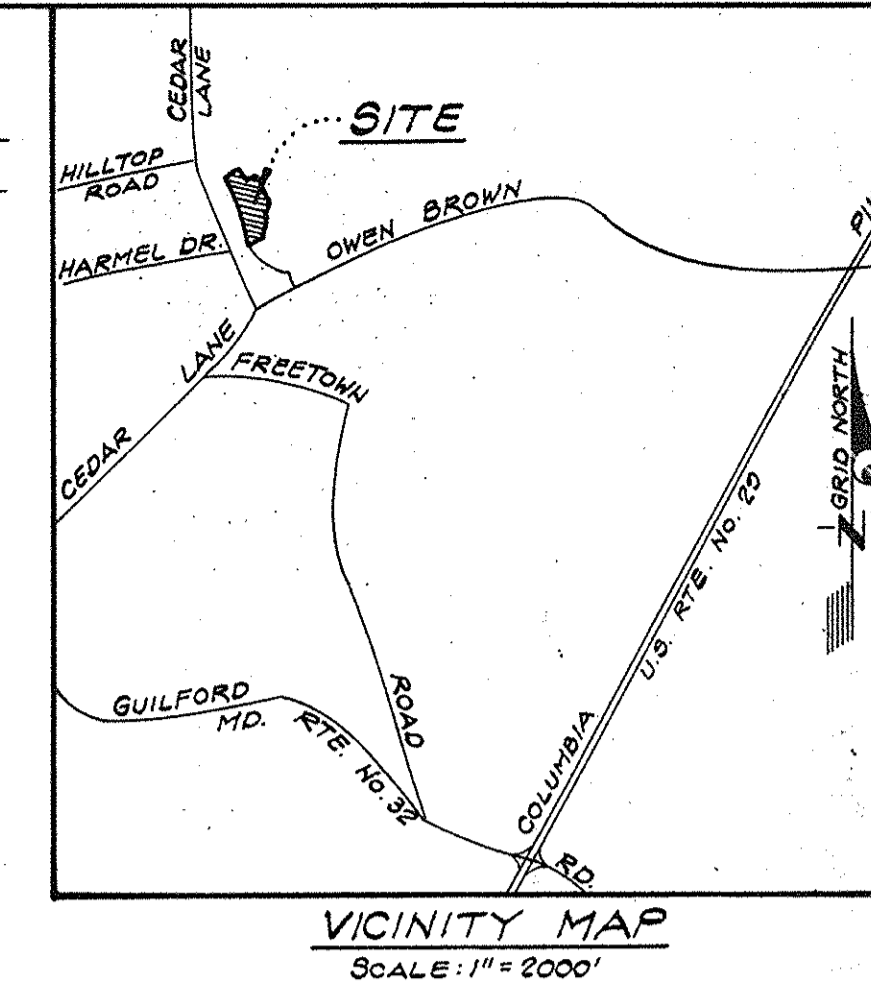 CEDAR
LANE
SITE
HILLTOP
ROAD
OWEN BROWN
HARMEL DR.
LANE
FREETOWN
CEDAR
GRID NORTH
U.S. RTE. No. 29
GUILFORD
MD. RTE. No. 32
ROAD
COLUMBIA
RD.
VICINITY MAP
SCALE: 1" = 2000'